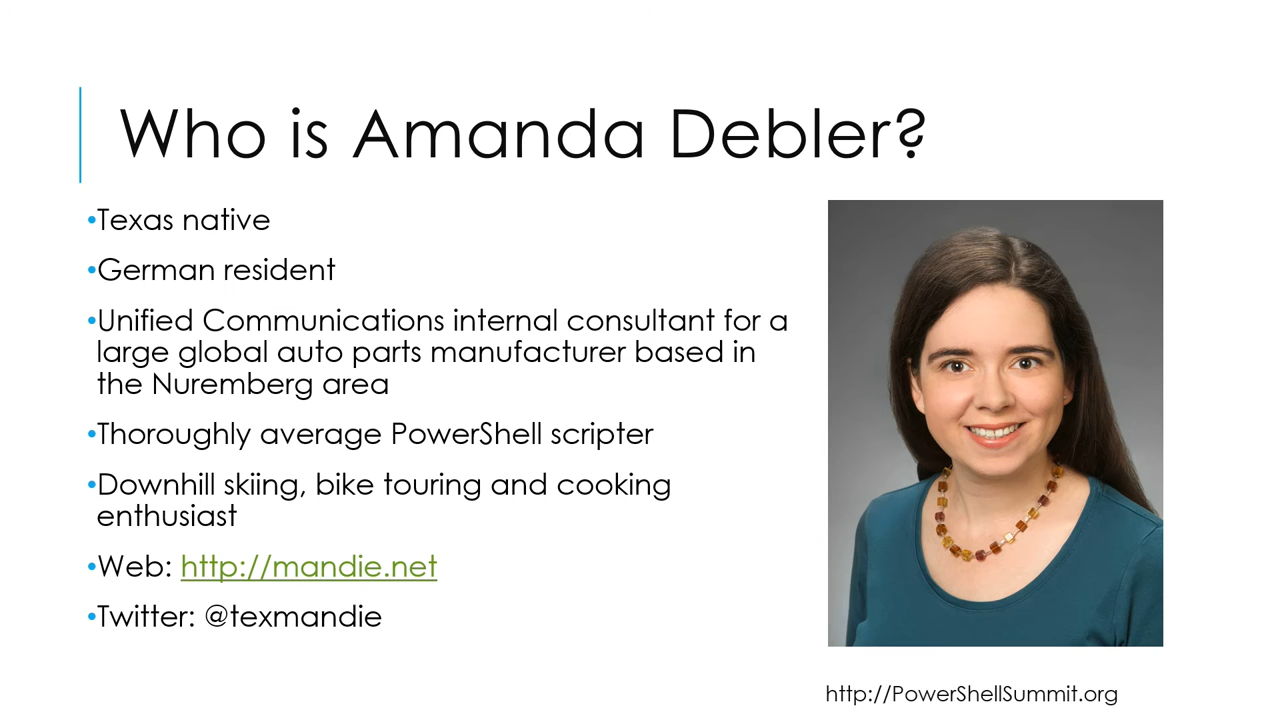 Who is Amanda Debler?
•Texas native
•German resident
•Unified Communications internal consultant for a
large global auto parts manufacturer based in
the Nuremberg area
•Thoroughly average PowerShell scripter
•Downhill skiing, bike touring and cooking
enthusiast
•Web: http://mandie.net
•Twitter: @texmandie
http://PowerShellSummit.org